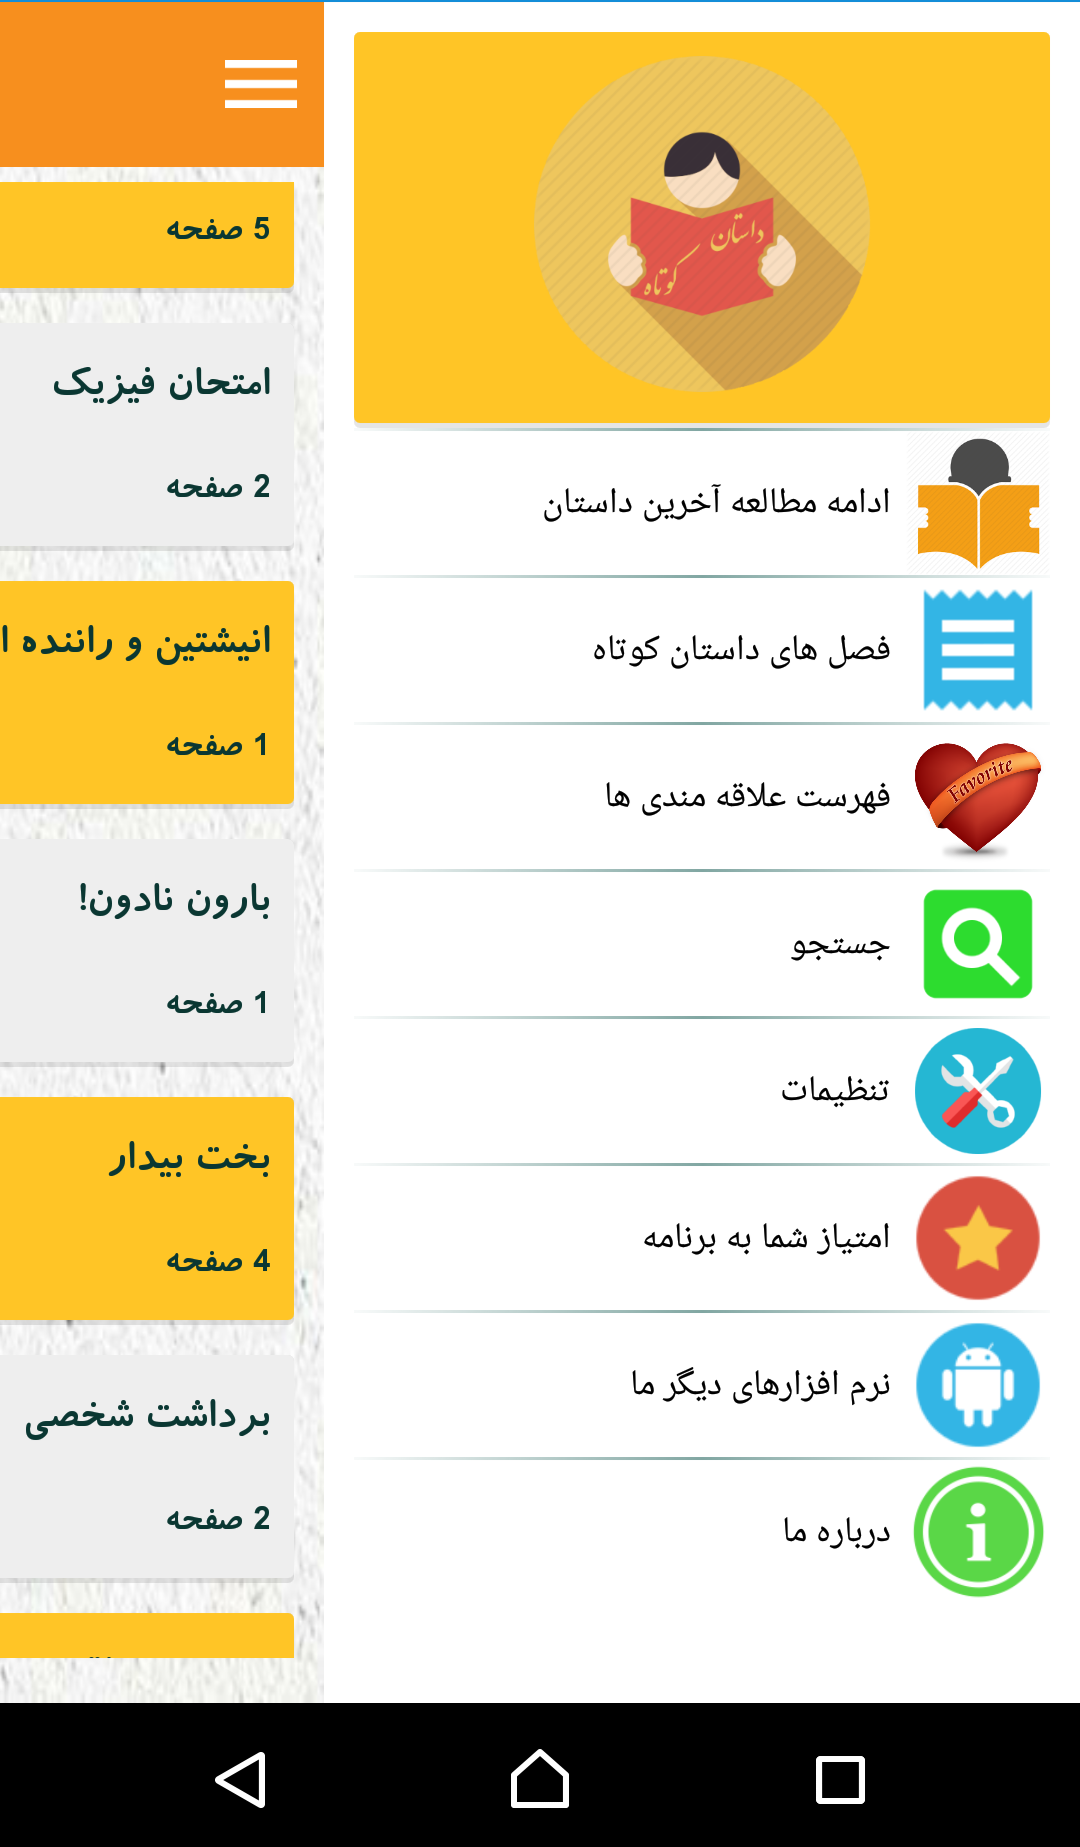 داستان
کوتاه
ادامه مطالعه آخرین داستان
فصل های داستان کوتاه
Favorite
فهرست علاقه مندی ها
جستجو
تنظیمات
امتیاز شما به برنامه
نرم افزارهای دیگر ما
درباره ما
5 صفحه
امتحان فیزیک
2 صفحه
انیشتین و راننده ا
1 صفحه
بارون نادون!
1 صفحه
بخت بیدار
4 صفحه
برداشت شخصی
2 صفحه